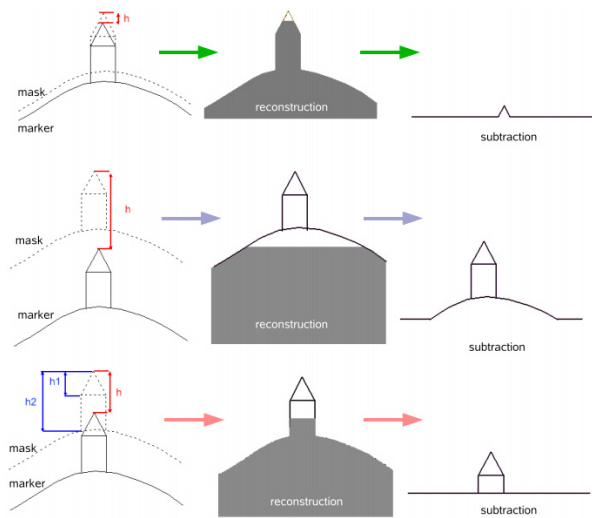 h
mask
marker
reconstruction
subtraction
h
mask
marker
reconstruction
subtraction
h1
h2
h
mask
marker
reconstruction
subtraction